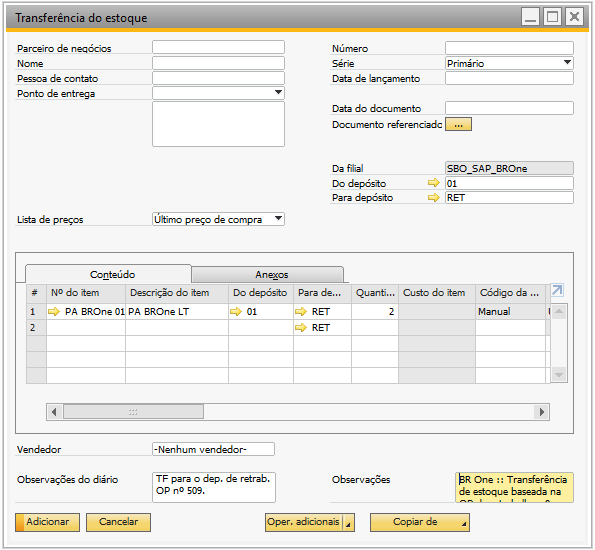 Transferência do estoque
Parceiro de negócios
Nome
Pessoa de contato
Ponto de entrega
Número
Série Primário
Data de lançamento
Data do documento
Documento referenciadc ...
Da filial SBO_SAP_BROne
Do depósito 01
Para depósito RET
Lista de preços Último preço de compra
Conteúdo Anexos
# Nº do item Descrição do item Do depósito Para de... Quanti... Custo do item Código da ...
1 PA BROne 01 PA BROne LT 01 RET 2 Manual
2 RET
Vendedor -Nenhum vendedor-
Observações do diário TF para o dep. de retrab.
OP nº 509.
Observações BR One :: Transferência
de estoque baseada na
Adicionar Cancelar Oper. adicionais Copiar de